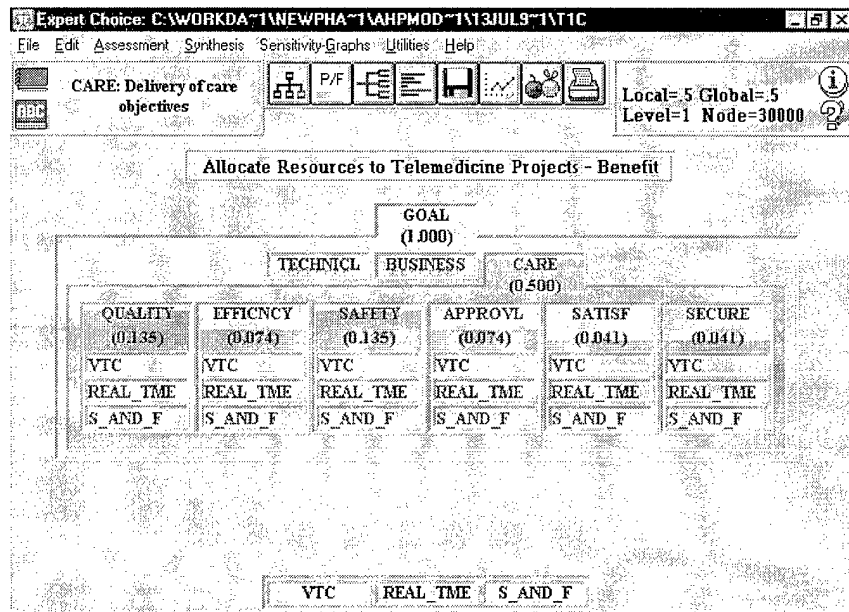 Expert Choice: C:\WORKDA~1\NEWPHA~1\AHPMOD~1\13JUL9~1\T1C
File Edit Assessment Synthesis Sensitivity-Graphs Utilities Help
ABC
CARE: Delivery of care
objectives
P/F
Local=.5 Global=.5
Level=1 Node=30000
Allocate Resources to Telemedicine Projects - Benefit
GOAL
(1.000)
TECHNICL BUSINESS CARE
(0.500)
QUALITY EFFICNCY SAFETY APPROVL SATISF SECURE
(0.135) (0.074) (0.135) (0.074) (0.041) (0.041)
VTC VTC VTC VTC VTC VTC
REAL_TME REAL_TME REAL_TME REAL_TME REAL_TME REAL_TME
S_AND_F S_AND_F S_AND_F S_AND_F S_AND_F S_AND_F
VTC REAL_TME S_AND_F